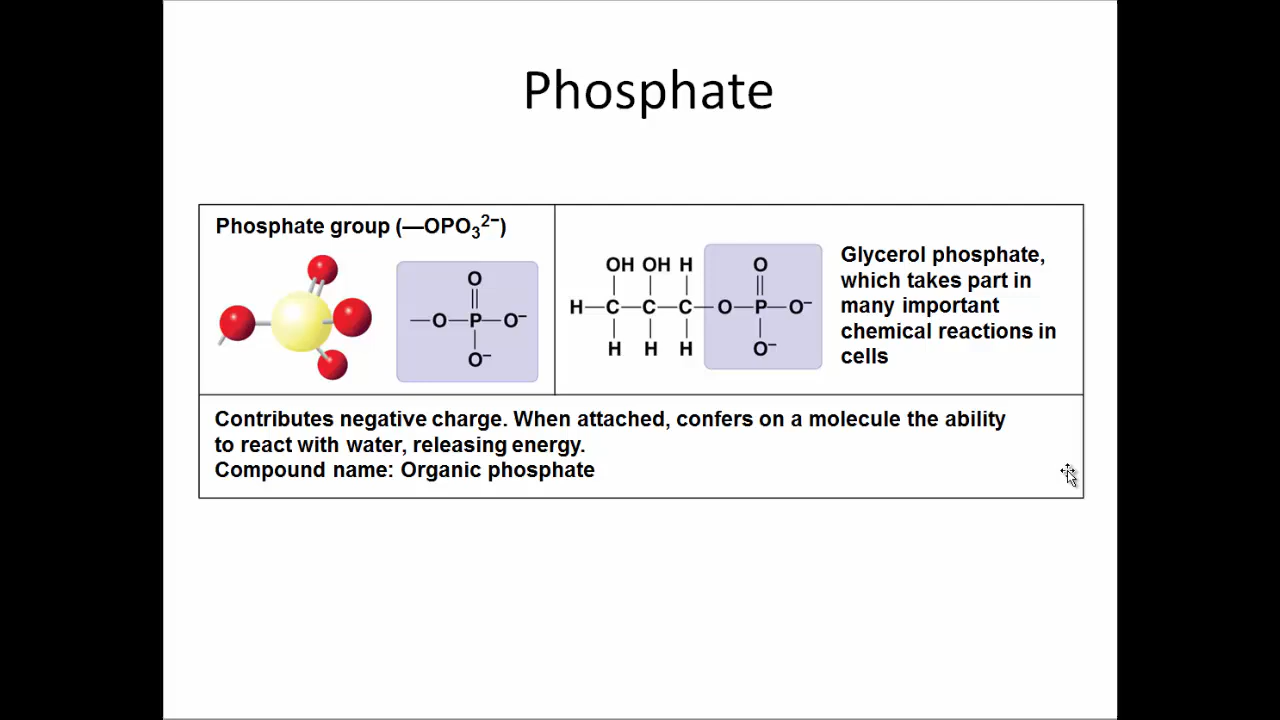 Phosphate
Phosphate group (—OPO₃²⁻)
O
—O—P—O⁻
O⁻
OH OH H O
H—C—C—C—O—P—O⁻
H H H O⁻
Glycerol phosphate,
which takes part in
many important
chemical reactions in
cells
Contributes negative charge. When attached, confers on a molecule the ability
to react with water, releasing energy.
Compound name: Organic phosphate